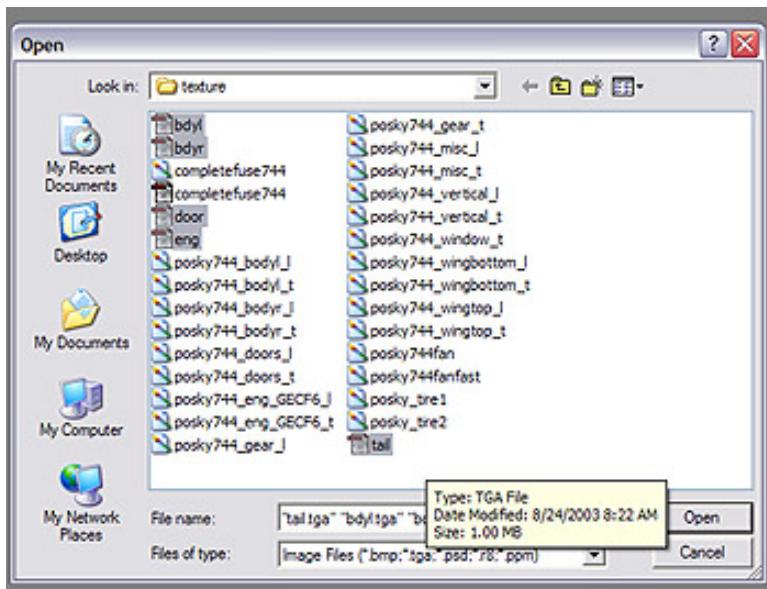 Open
Look in: texture
My Recent
Documents
Desktop
My Documents
My Computer
My Network
Places
bdyl
bdyr
completefuse744
completefuse744
door
eng
posky744_bodyl_l
posky744_bodyl_t
posky744_bodyr_l
posky744_bodyr_t
posky744_doors_l
posky744_doors_t
posky744_eng_GECF6_l
posky744_eng_GECF6_t
posky744_gear_l
posky744_gear_t
posky744_misc_l
posky744_misc_t
posky744_vertical_l
posky744_vertical_t
posky744_window_t
posky744_wingbottom_l
posky744_wingbottom_t
posky744_wingtop_l
posky744_wingtop_t
posky744fan
posky744fanfast
posky_tire1
posky_tire2
tail
Type: TGA File
Date Modified: 8/24/2003 8:22 AM
Size: 1.00 MB
File name: "tail.tga" "bdyl.tga"
Open
Files of type: Image Files (*.bmp;*.tga;*.psd;*.r8;*.ppm)
Cancel